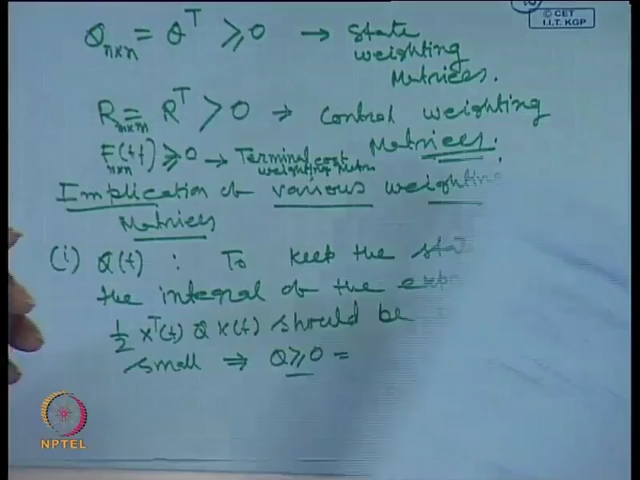 © CET
I.I.T. KGP
Q_{n×n} = Q^T ≥ 0 → State
weighting
Matrices.
R_{m×m} = R^T > 0 → Control weighting
Matrices.
F(tf)_{n×n} ≥ 0 → Terminal cost
weighting Matri
Implication of various weighting
Matrices
(i) Q(t) : To keep the
the integral of the
1/2 X^T(t) Q X(t) should be
small ⇒ Q ≥ 0 =
NPTEL